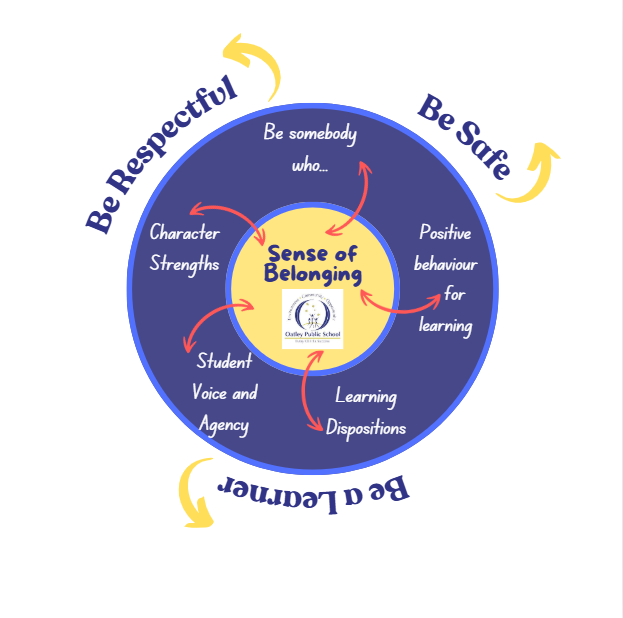 Be Respectful
Be Safe
Be somebody
who...
Character
Strengths
Sense of
Belonging
Positive
behaviour
for
learning
Oatley Public School
Student
Voice and
Agency
Learning
Dispositions
Be a Learner